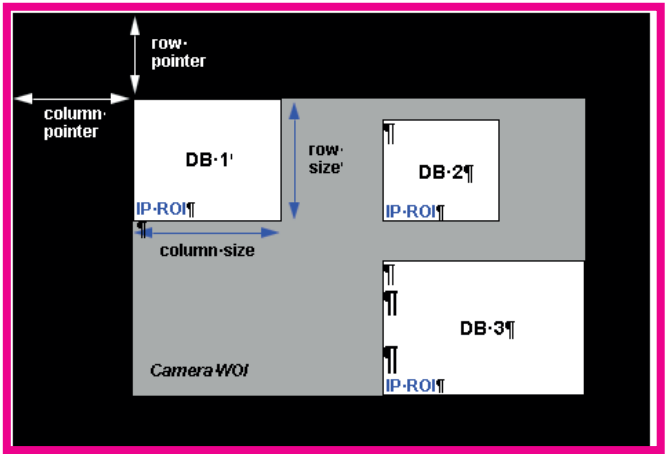 row·
pointer
column·
pointer
DB·1'
IP·ROI¶
¶
row·
size'
column·size
¶
DB·2¶
IP·ROI¶
¶
¶
DB·3¶
¶
IP·ROI¶
Camera WOI